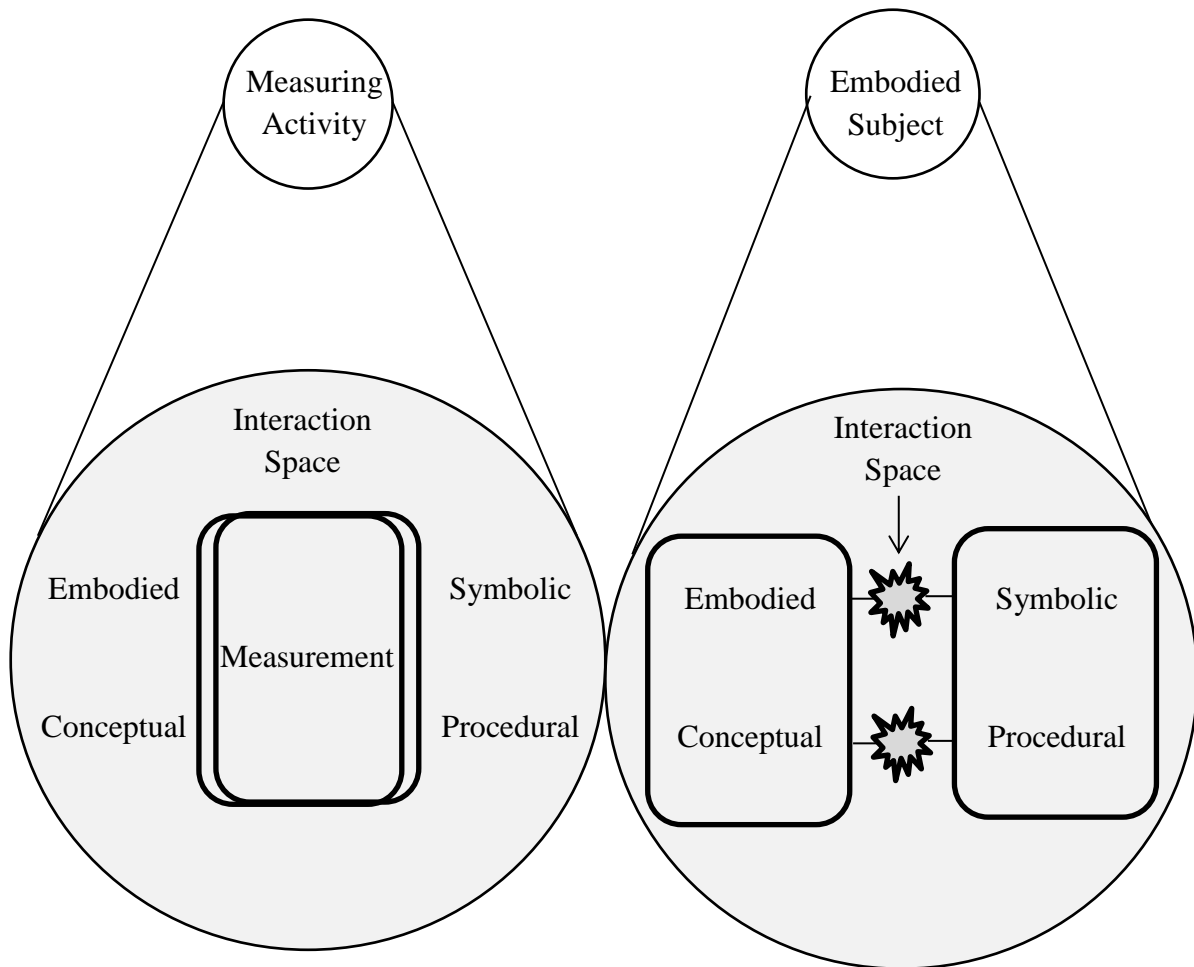 Measuring
Activity
Embodied
Subject
Interaction
Space
Embodied
Symbolic
Measurement
Conceptual
Procedural
Interaction
Space
Embodied
Symbolic
Conceptual
Procedural